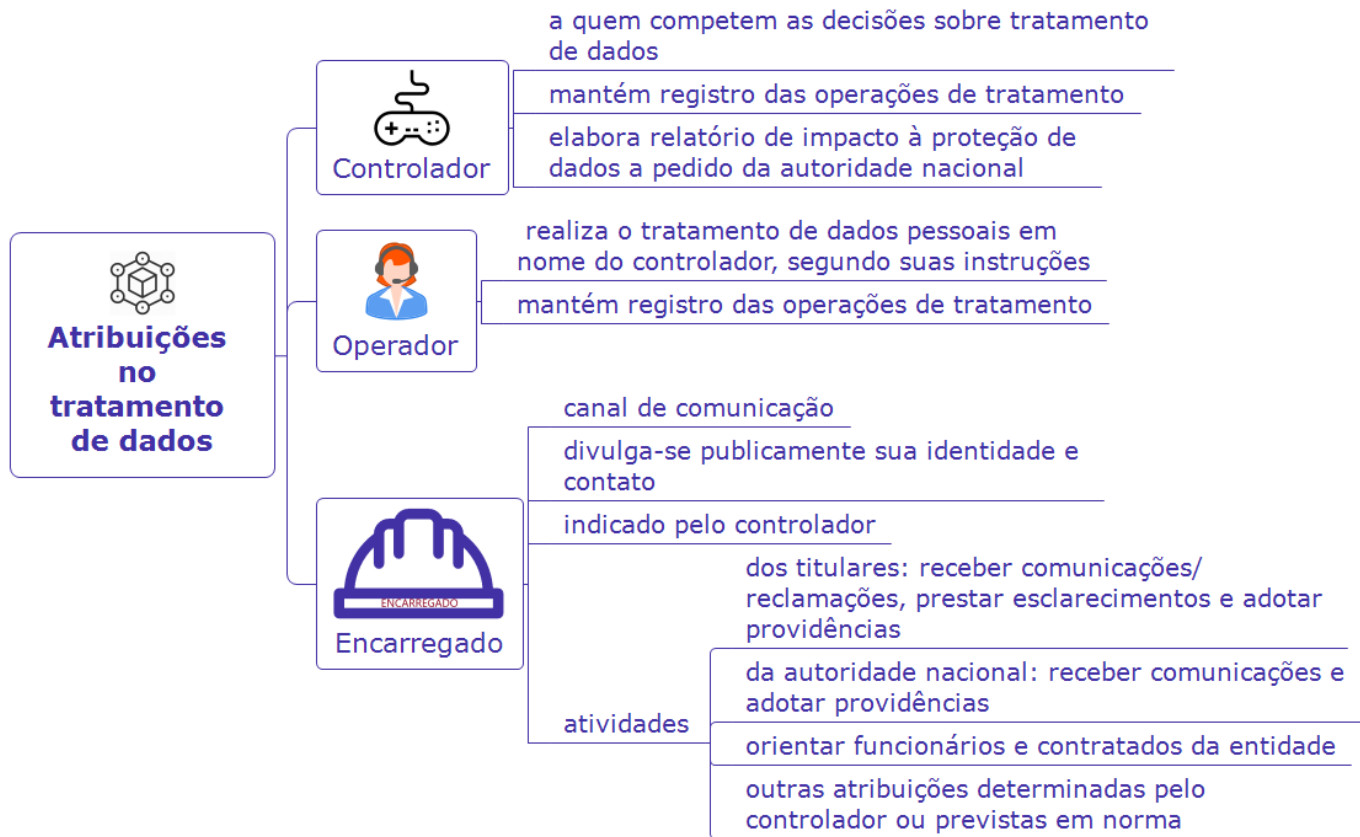 Atribuições
no
tratamento
de dados
Controlador
a quem competem as decisões sobre tratamento
de dados
mantém registro das operações de tratamento
elabora relatório de impacto à proteção de
dados a pedido da autoridade nacional
Operador
realiza o tratamento de dados pessoais em
nome do controlador, segundo suas instruções
mantém registro das operações de tratamento
ENCARREGADO
Encarregado
canal de comunicação
divulga-se publicamente sua identidade e
contato
indicado pelo controlador
atividades
dos titulares: receber comunicações/
reclamações, prestar esclarecimentos e adotar
providências
da autoridade nacional: receber comunicações e
adotar providências
orientar funcionários e contratados da entidade
outras atribuições determinadas pelo
controlador ou previstas em norma